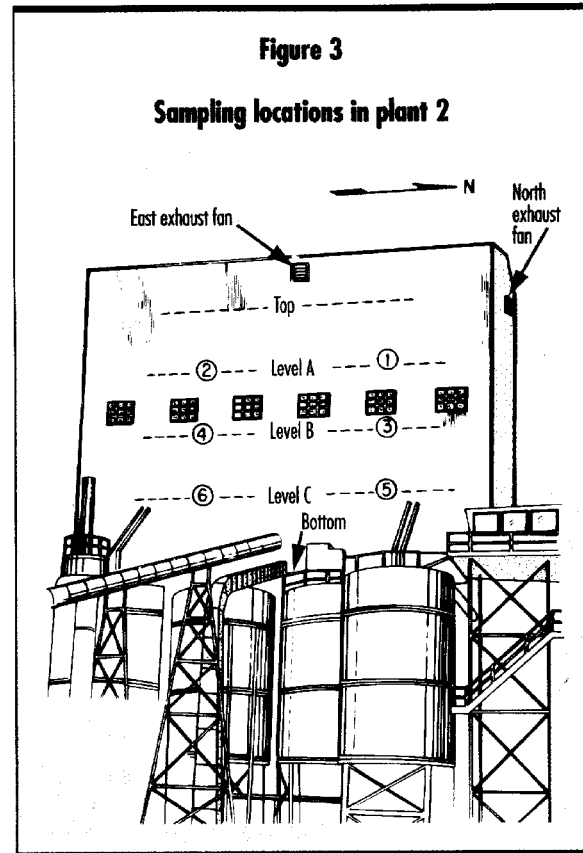 Figure 3
Sampling locations in plant 2
N
North
exhaust
fan
East exhaust fan
Top
2 Level A 1
4 Level B 3
6 Level C 5
Bottom